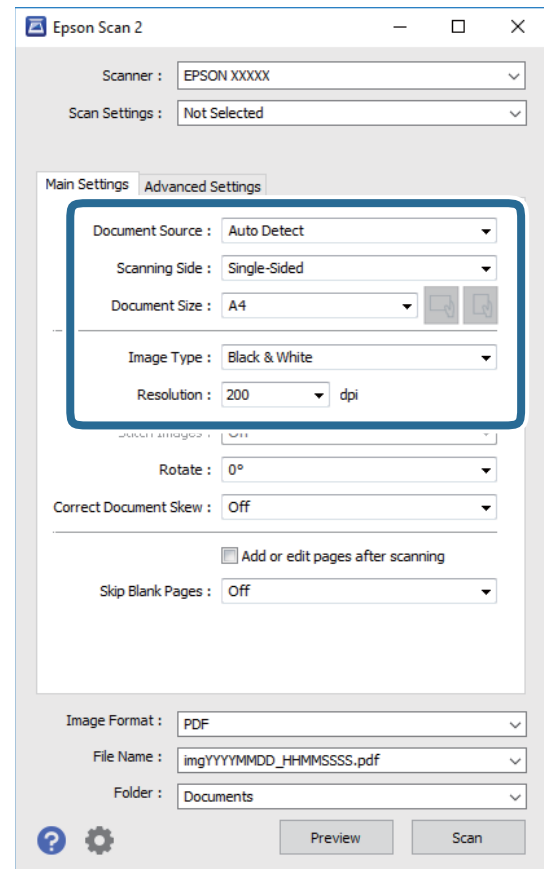 Epson Scan 2
Scanner : EPSON XXXXX
Scan Settings : Not Selected
Main Settings Advanced Settings
Document Source : Auto Detect
Scanning Side : Single-Sided
Document Size : A4
Image Type : Black & White
Resolution : 200 dpi
Stitch Images : Off
Rotate : 0°
Correct Document Skew : Off
Add or edit pages after scanning
Skip Blank Pages : Off
Image Format : PDF
File Name : imgYYYYMMDD_HHMMSSSS.pdf
Folder : Documents
? Preview Scan